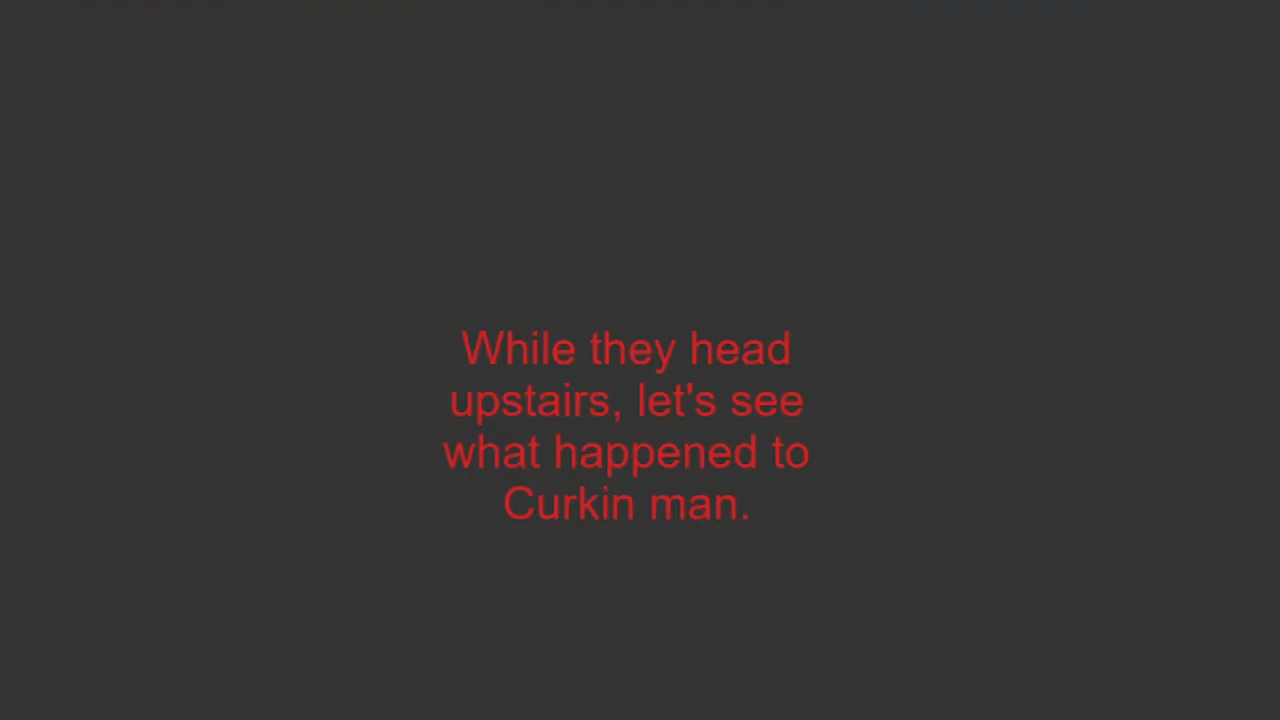 While they head
upstairs, let's see
what happened to
Curkin man.